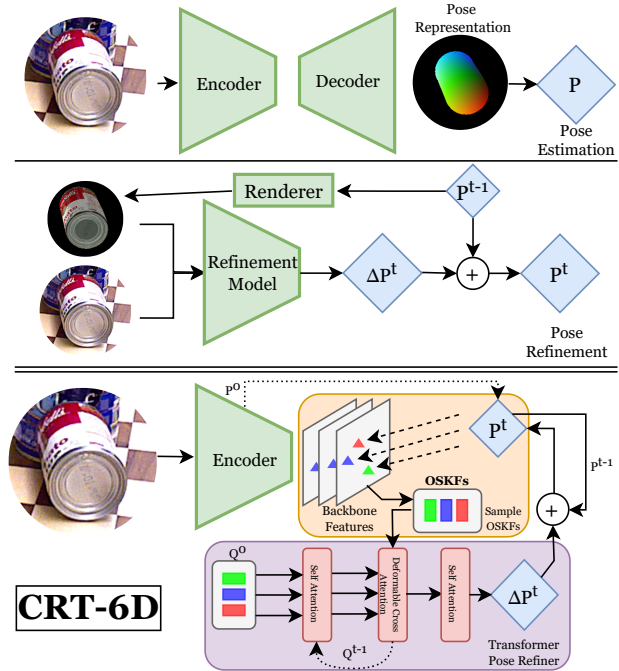 Pose
Representation
Encoder
Decoder
P
Pose
Estimation
Renderer
P^t-1
Refinement
Model
ΔP^t
+
P^t
Pose
Refinement
P^0
Encoder
P^t
P^t-1
Backbone
Features
OSKFs
Sample
OSKFs
+
Q^0
Self Attention
Deformable Cross
Attention
Self Attention
ΔP^t
Q^t-1
Transformer
Pose Refiner
CRT-6D